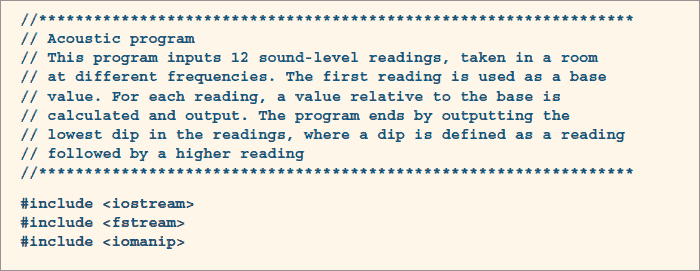 //*****************************************************************
// Acoustic program
// This program inputs 12 sound-level readings, taken in a room
// at different frequencies. The first reading is used as a base
// value. For each reading, a value relative to the base is
// calculated and output. The program ends by outputting the
// lowest dip in the readings, where a dip is defined as a reading
// followed by a higher reading
//*****************************************************************
#include <iostream>
#include <fstream>
#include <iomanip>